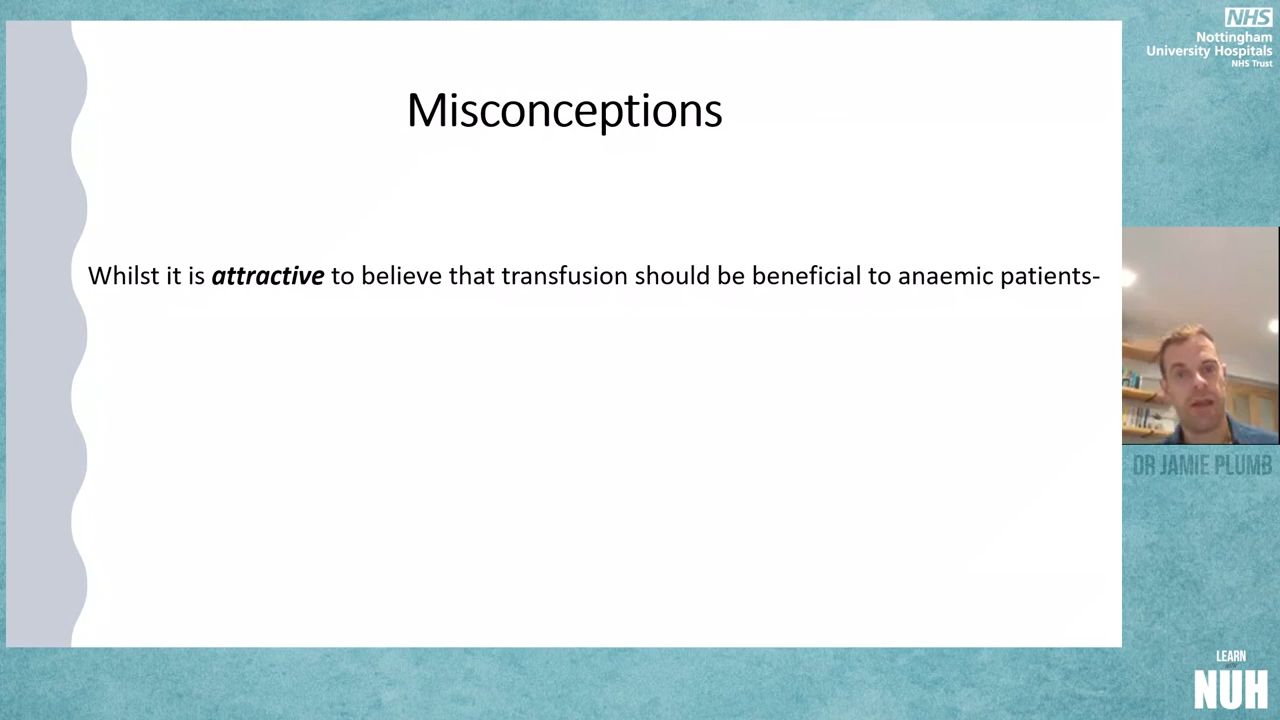 NHS
Nottingham
University Hospitals
NHS Trust
Misconceptions
Whilst it is attractive to believe that transfusion should be beneficial to anaemic patients-
DR JAMIE PLUMB
LEARN
NUH